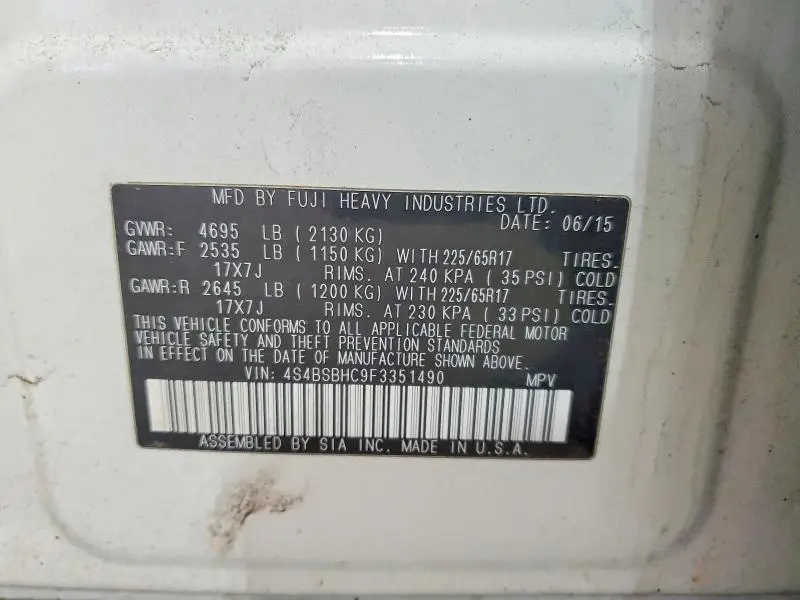 MFD BY FUJI HEAVY INDUSTRIES LTD.
DATE: 06/15
GVWR: 4695 LB ( 2130 KG)
GAWR:F 2535 LB ( 1150 KG) WITH 225/65R17 TIRES.
17X7J RIMS. AT 240 KPA ( 35 PSI) COLD
GAWR:R 2645 LB ( 1200 KG) WITH 225/65R17 TIRES.
17X7J RIMS. AT 230 KPA ( 33 PSI) COLD
THIS VEHICLE CONFORMS TO ALL APPLICABLE FEDERAL MOTOR
VEHICLE SAFETY AND THEFT PREVENTION STANDARDS
IN EFFECT ON THE DATE OF MANUFACTURE SHOWN ABOVE.
VIN: 4S4BSBHC9F3351490 MPV
ASSEMBLED BY SIA INC. MADE IN U.S.A.